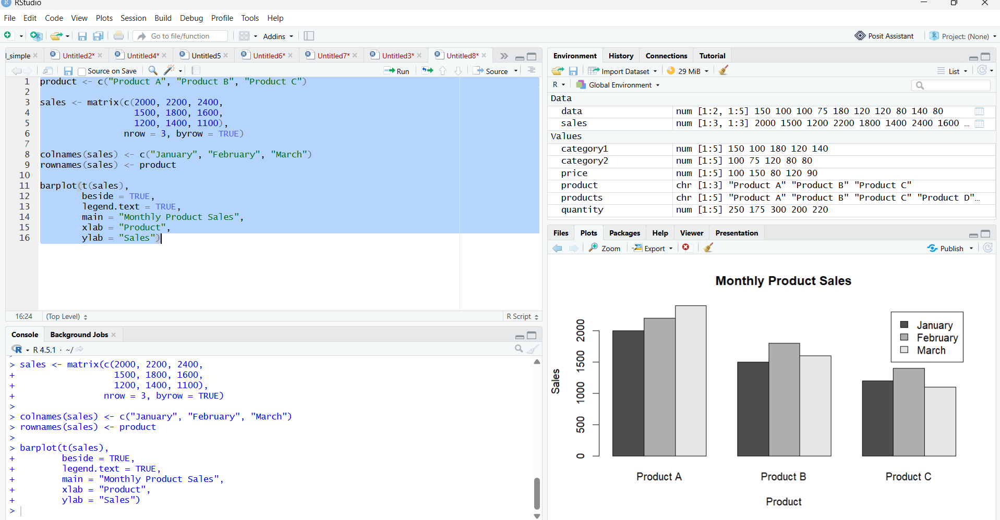 RStudio
File Edit Code View Plots Session Build Debug Profile Tools Help
Go to file/function Addins Posit Assistant Project: (None)
l_simple Untitled2* Untitled4* Untitled5 Untitled6* Untitled7* Untitled3* Untitled8*
Source on Save Run Source
1 product <- c("Product A", "Product B", "Product C")
2
3 sales <- matrix(c(2000, 2200, 2400,
4 1500, 1800, 1600,
5 1200, 1400, 1100),
6 nrow = 3, byrow = TRUE)
7
8 colnames(sales) <- c("January", "February", "March")
9 rownames(sales) <- product
10
11 barplot(t(sales),
12 beside = TRUE,
13 legend.text = TRUE,
14 main = "Monthly Product Sales",
15 xlab = "Product",
16 ylab = "Sales")
16:24 (Top Level) R Script
Console Background Jobs
R 4.5.1 · ~/
> sales <- matrix(c(2000, 2200, 2400,
+ 1500, 1800, 1600,
+ 1200, 1400, 1100),
+ nrow = 3, byrow = TRUE)
>
> colnames(sales) <- c("January", "February", "March")
> rownames(sales) <- product
>
> barplot(t(sales),
+ beside = TRUE,
+ legend.text = TRUE,
+ main = "Monthly Product Sales",
+ xlab = "Product",
+ ylab = "Sales")
>
Environment History Connections Tutorial
Import Dataset 29 MiB List
R Global Environment
Data
data num [1:2, 1:5] 150 100 100 75 180 120 120 80 140 80
sales num [1:3, 1:3] 2000 1500 1200 2200 1800 1400 2400 1600 …
Values
category1 num [1:5] 150 100 180 120 140
category2 num [1:5] 100 75 120 80 80
price num [1:5] 100 150 80 120 90
product chr [1:3] "Product A" "Product B" "Product C"
products chr [1:5] "Product A" "Product B" "Product C" "Product D"…
quantity num [1:5] 250 175 300 200 220
Files Plots Packages Help Viewer Presentation
Zoom Export Publish
Monthly Product Sales
January
February
March
Sales
2000
1500
1000
500
0
Product A Product B Product C
Product